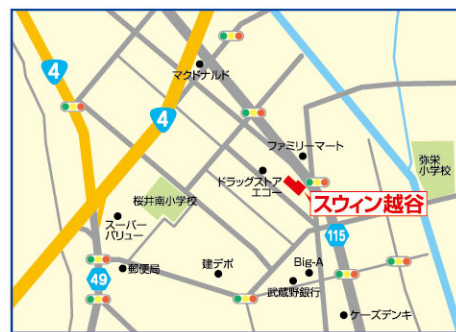 マクドナルド
4
4
ファミリーマート
ドラッグストア
エコー
弥栄
小学校
桜井南小学校
スウィン越谷
スーパー
バリュー
115
郵便局
建デポ
Big-A
49
武蔵野銀行
ケーズデンキ